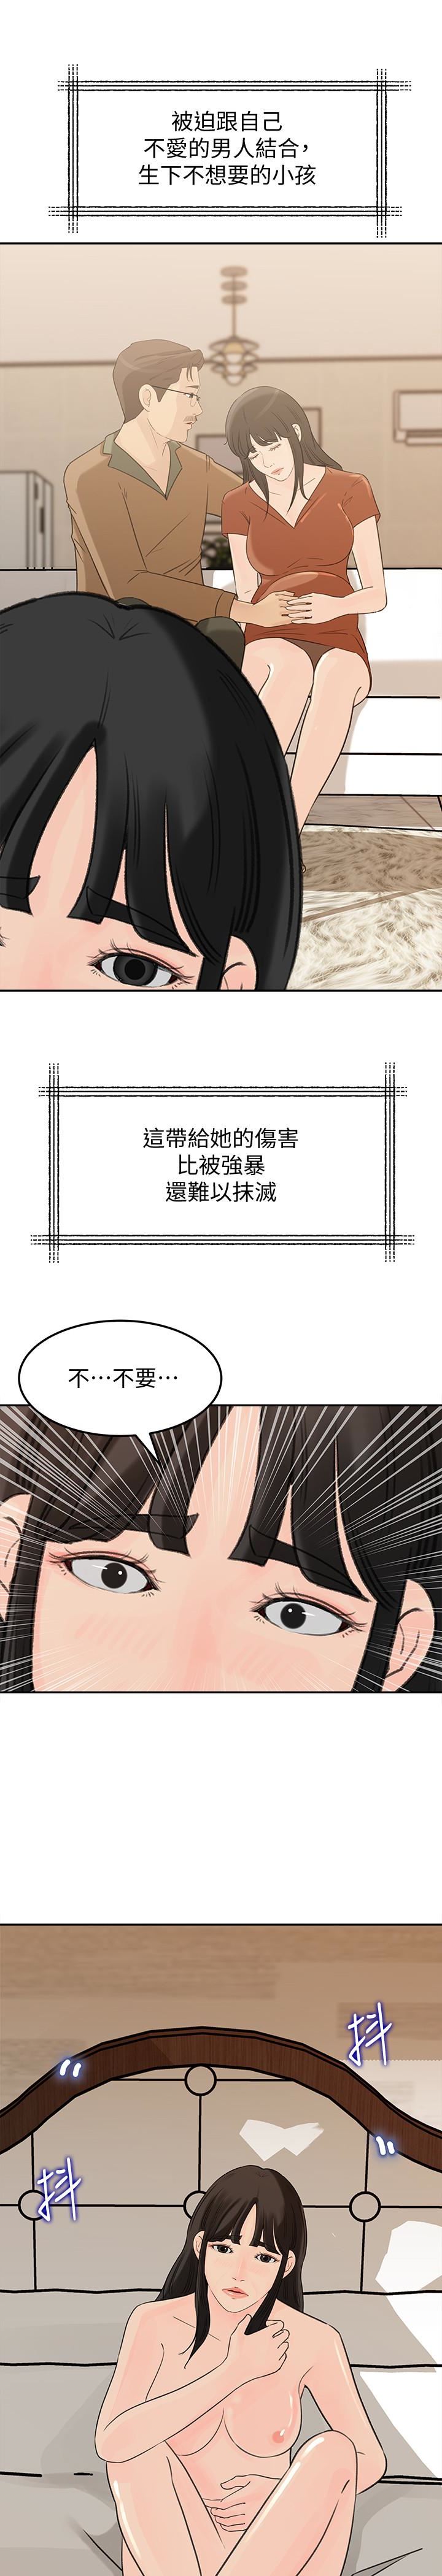 被迫跟自己
不愛的男人結合，
生下不想要的小孩
這帶給她的傷害
比被強暴
還難以抹滅
不⋯不要⋯
抖
抖